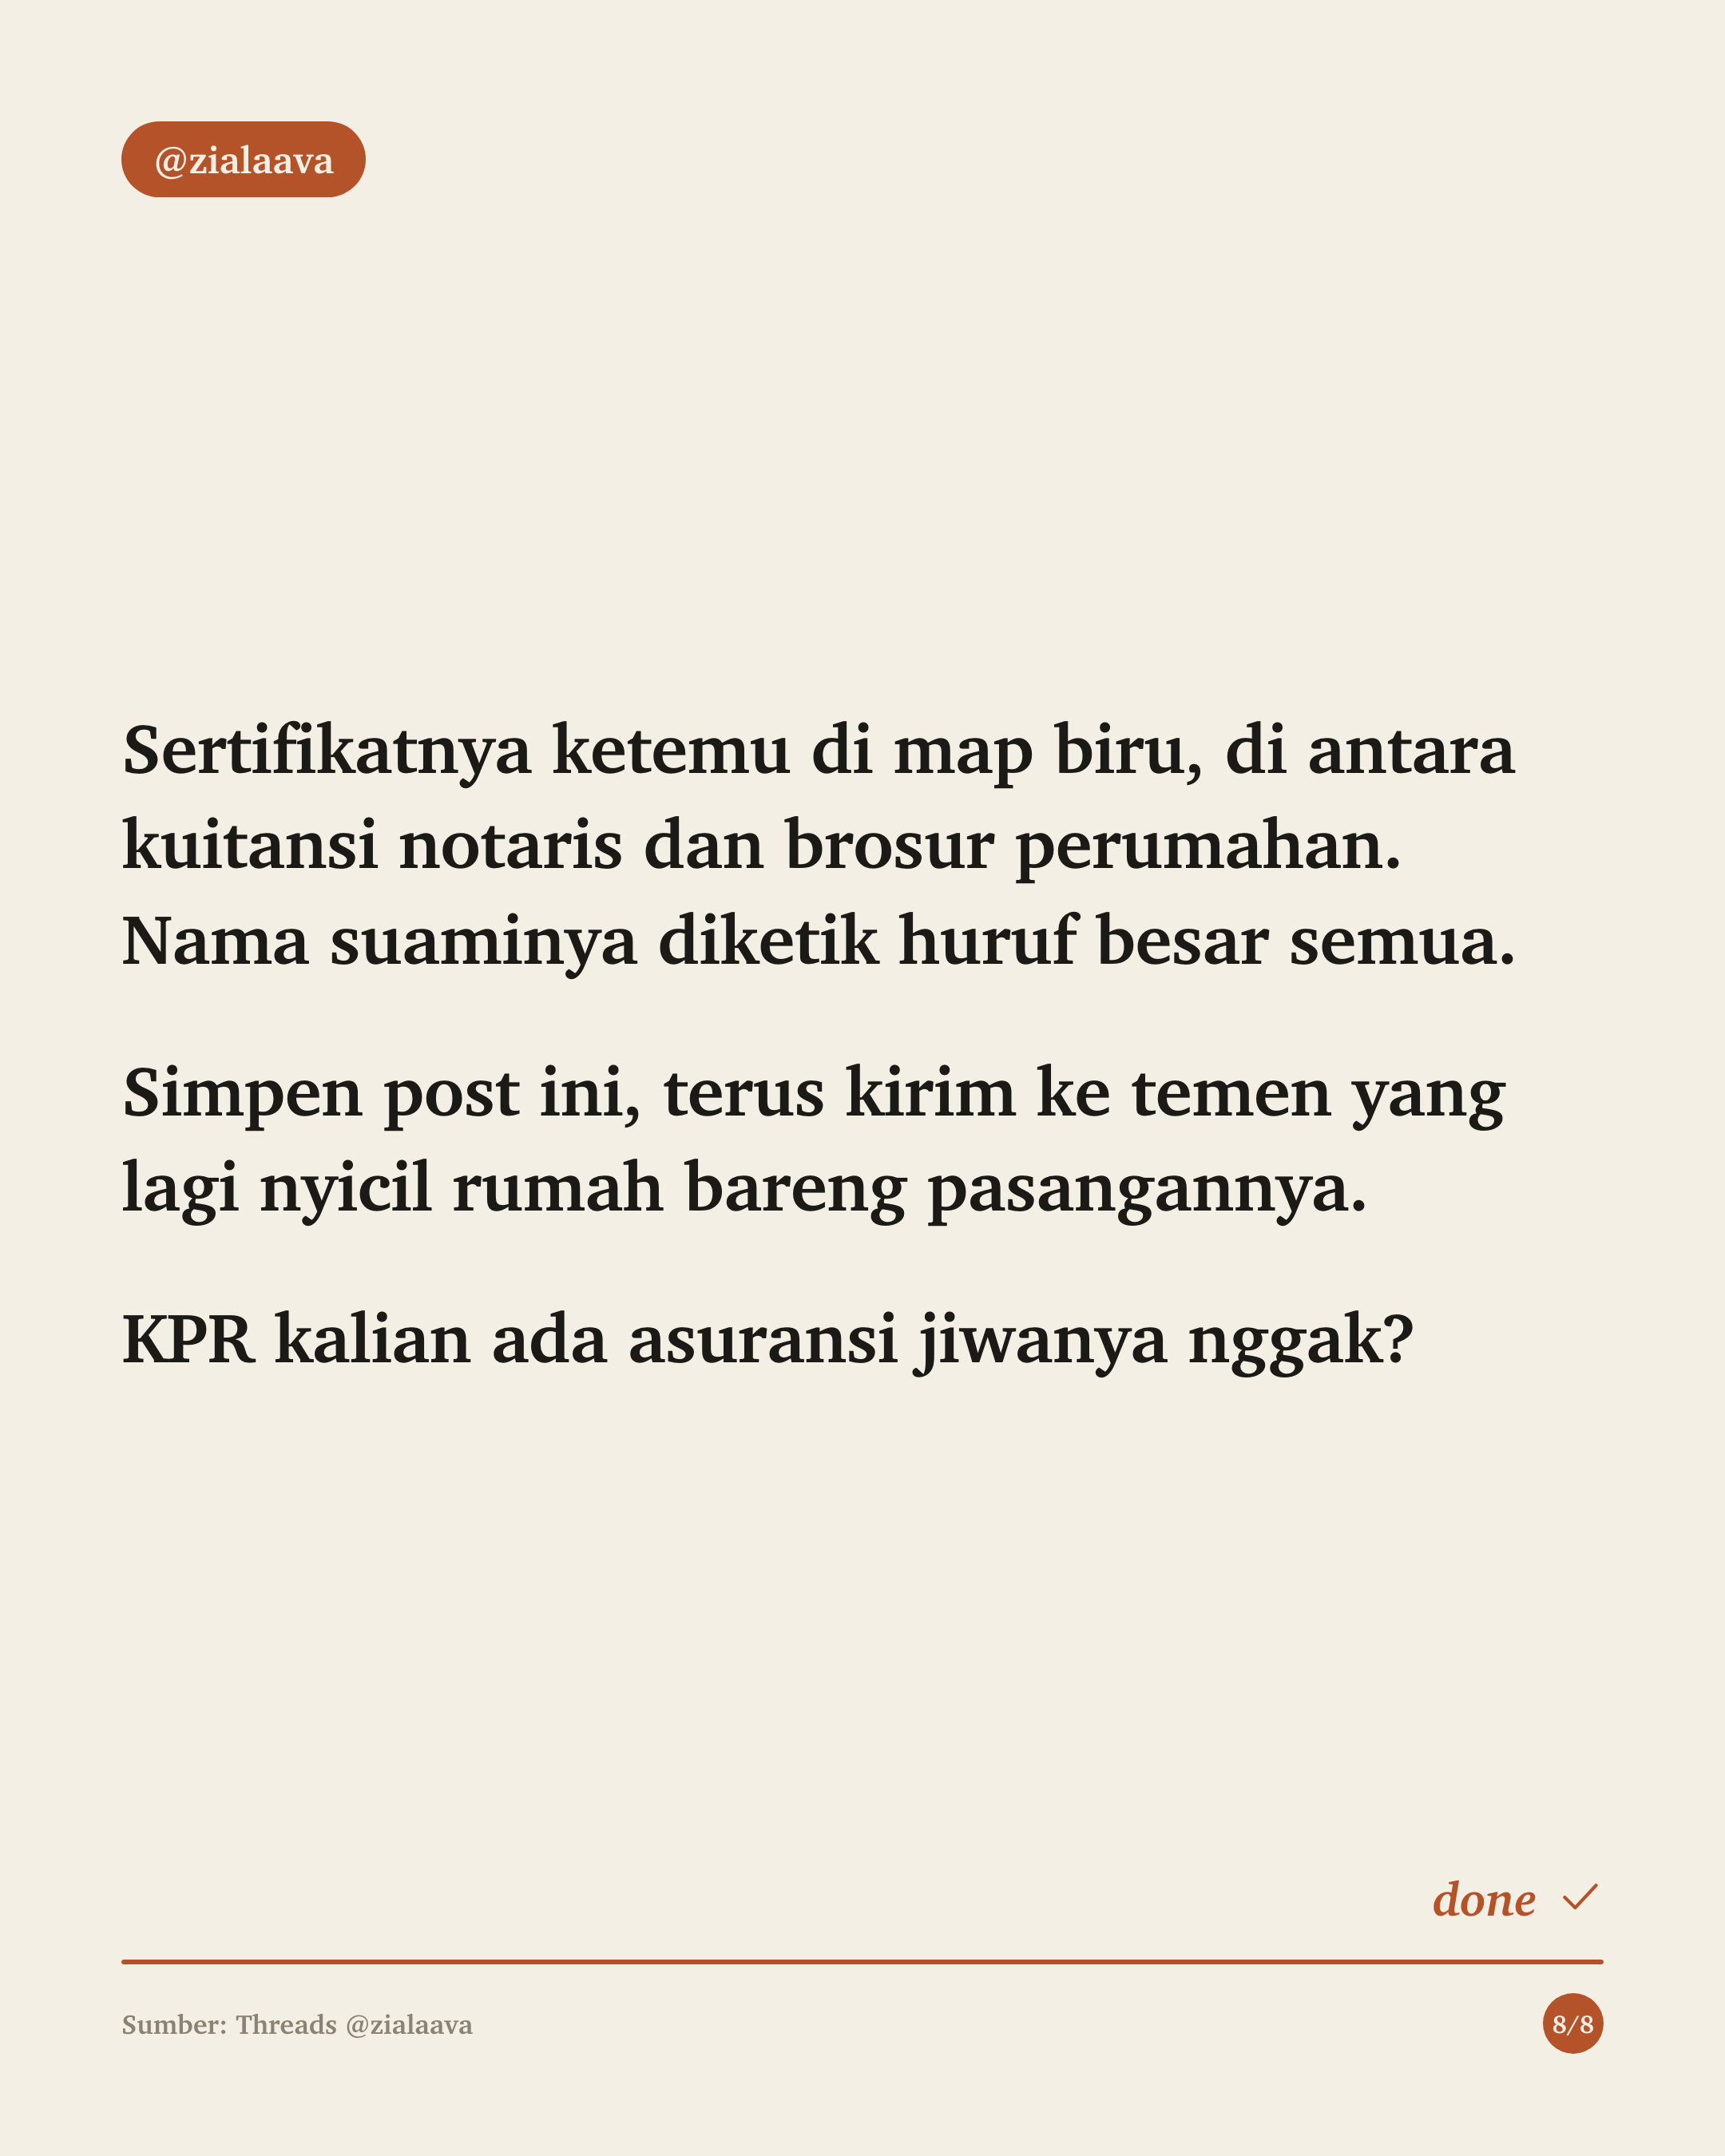 @zialaava
Sertifikatnya ketemu di map biru, di antara
kuitansi notaris dan brosur perumahan.
Nama suaminya diketik huruf besar semua.
Simpen post ini, terus kirim ke temen yang
lagi nyicil rumah bareng pasangannya.
KPR kalian ada asuransi jiwanya nggak?
done
Sumber: Threads @zialaava
8/8